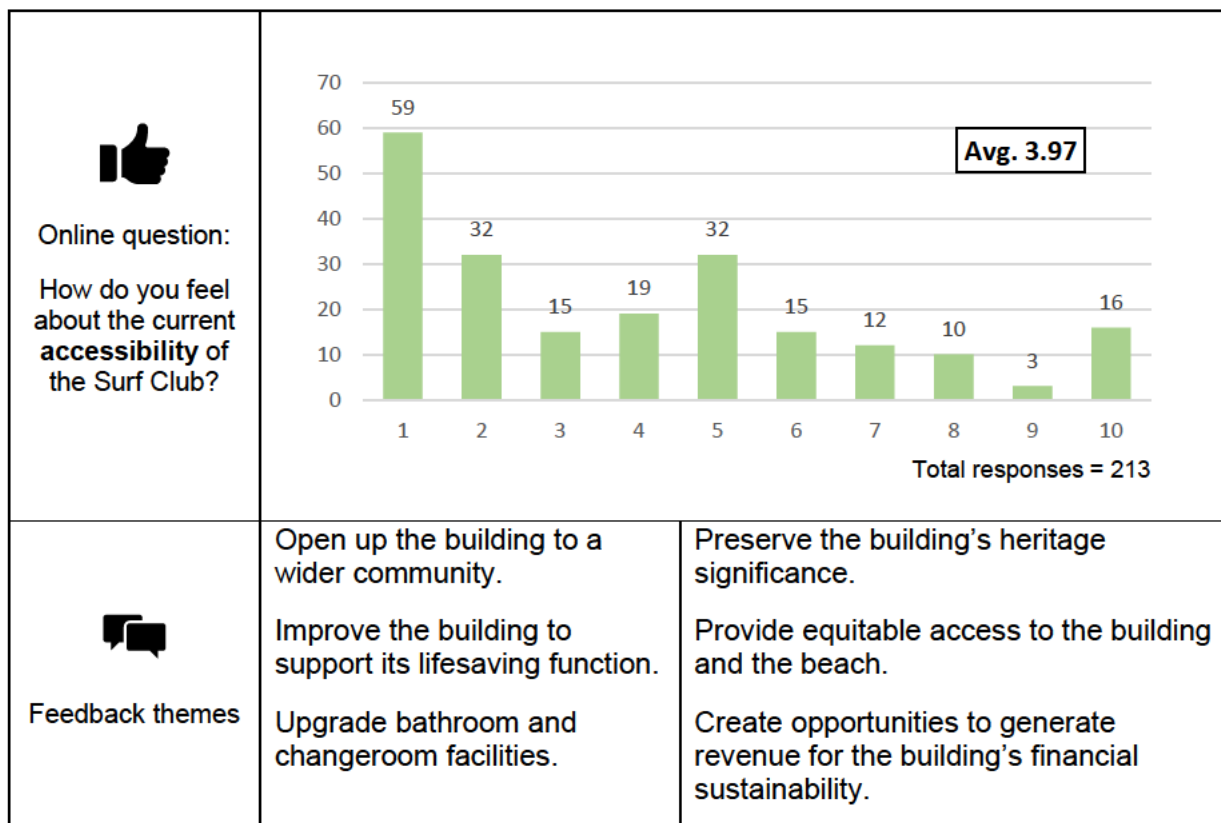 Online question:
How do you feel
about the current
accessibility of
the Surf Club?
70
60
50
40
30
20
10
0
59
32
15
19
32
15
12
10
3
16
Avg. 3.97
1 2 3 4 5 6 7 8 9 10
Total responses = 213
Feedback themes
Open up the building to a
wider community.
Improve the building to
support its lifesaving function.
Upgrade bathroom and
changeroom facilities.
Preserve the building’s heritage
significance.
Provide equitable access to the building
and the beach.
Create opportunities to generate
revenue for the building’s financial
sustainability.